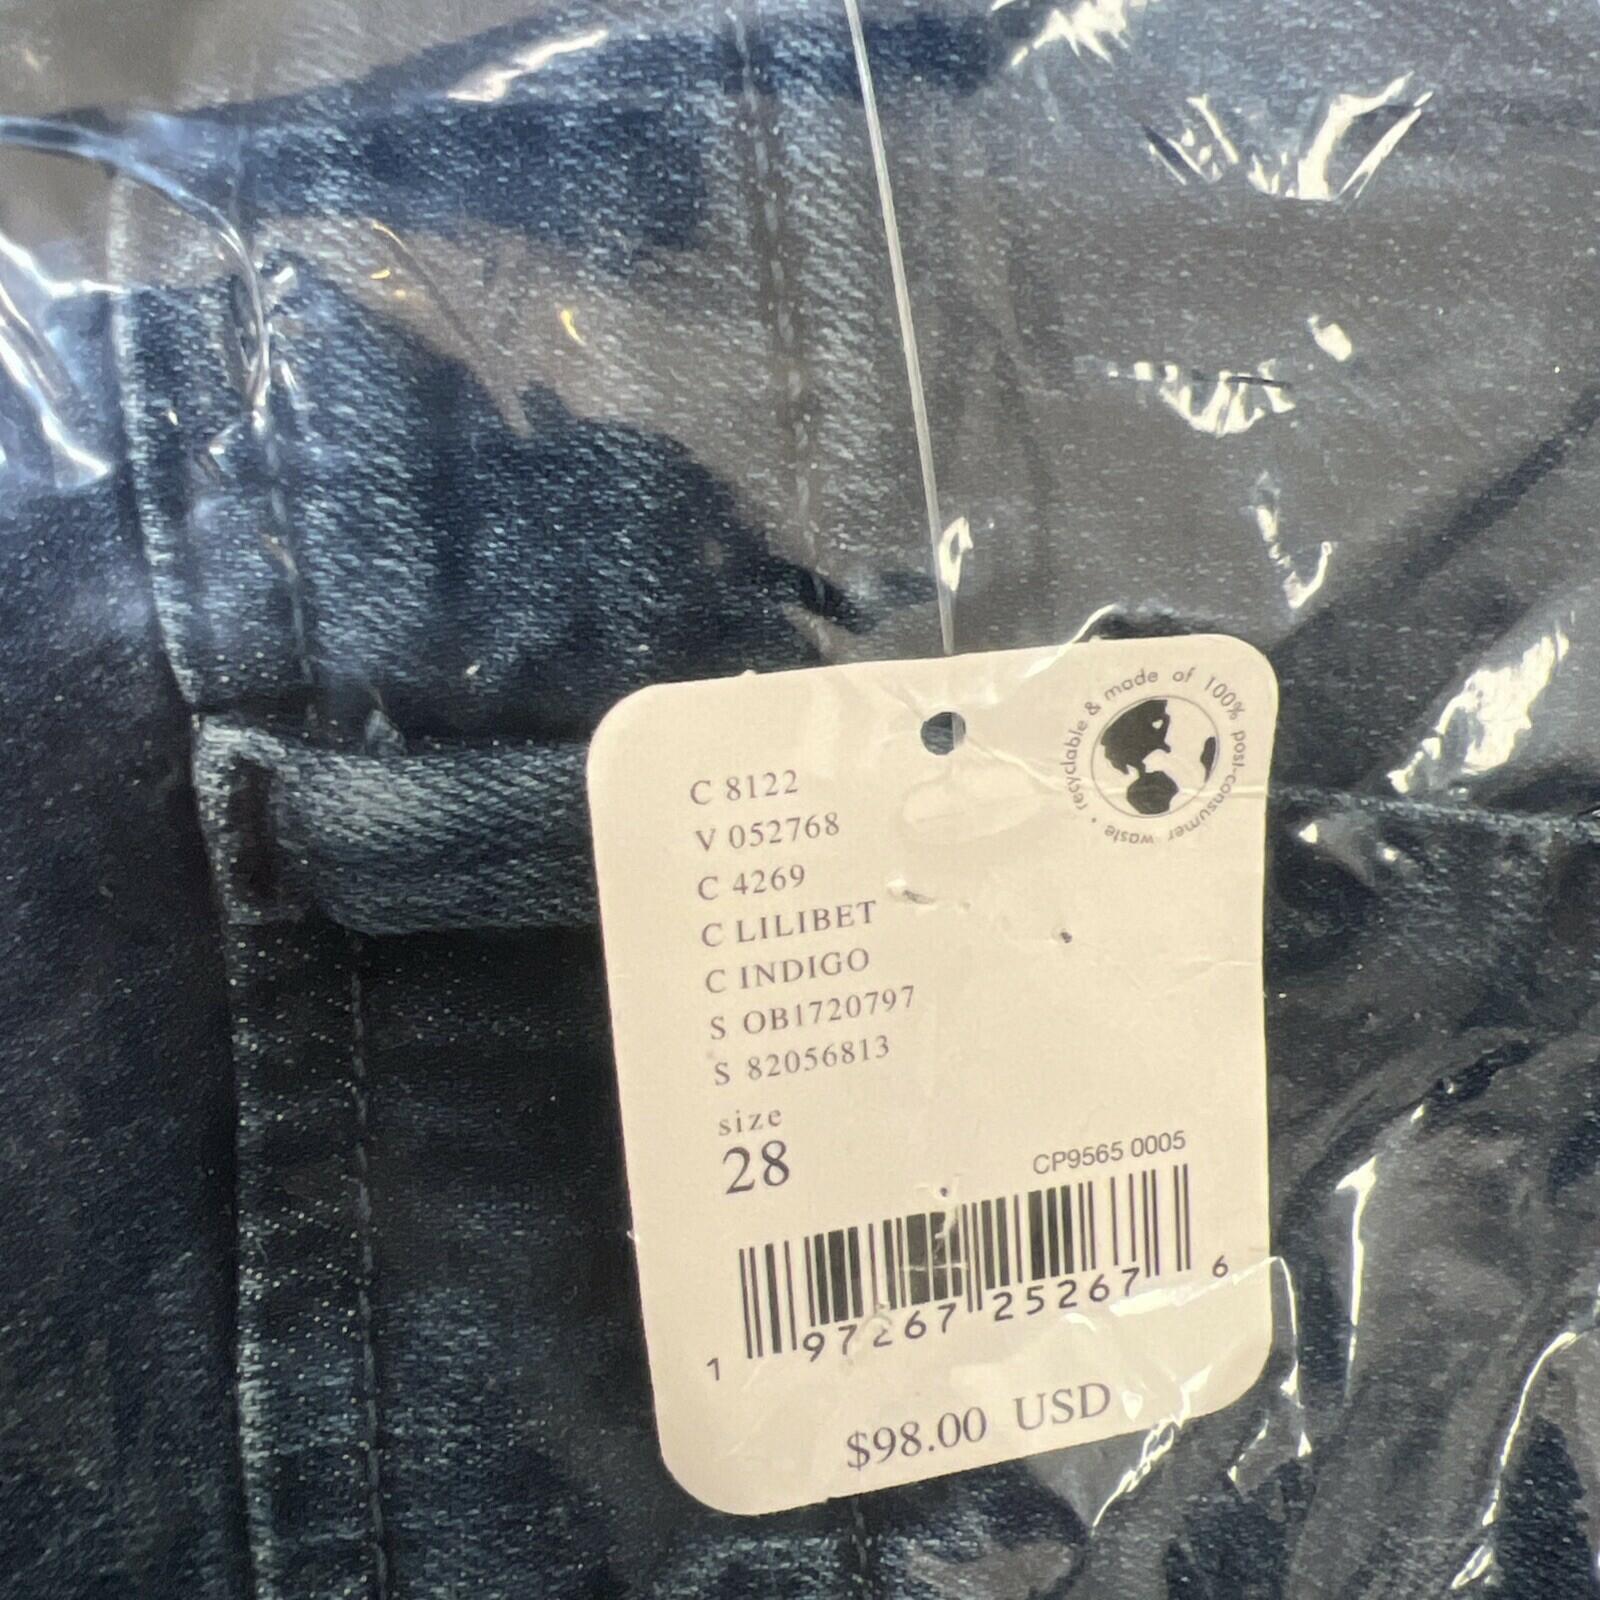 recyclable & made of 100% post-consumer waste •
C 8122
V 052768
C 4269
C LILIBET
C INDIGO
S OB1720797
S 82056813
size
28
CP9565 0005
1 97267 25267 6
$98.00 USD